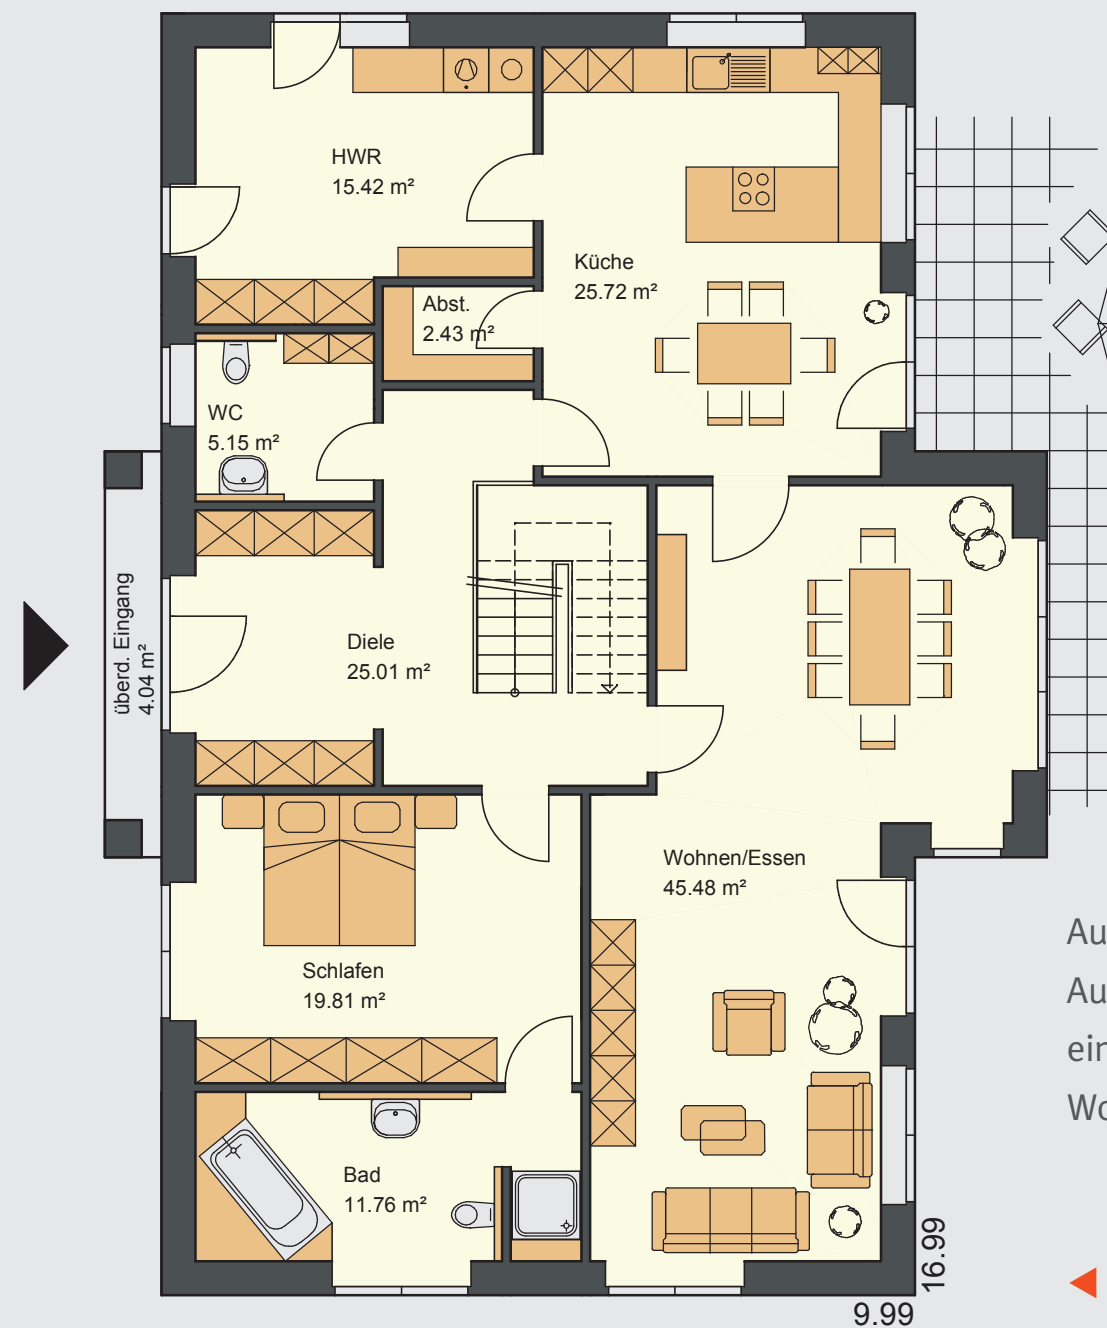 HWR
15.42 m²
Küche
25.72 m²
Abst.
2.43 m²
WC
5.15 m²
überd. Eingang
4.04 m²
Diele
25.01 m²
Wohnen/Essen
45.48 m²
Schlafen
19.81 m²
Bad
11.76 m²
16.99
9.99